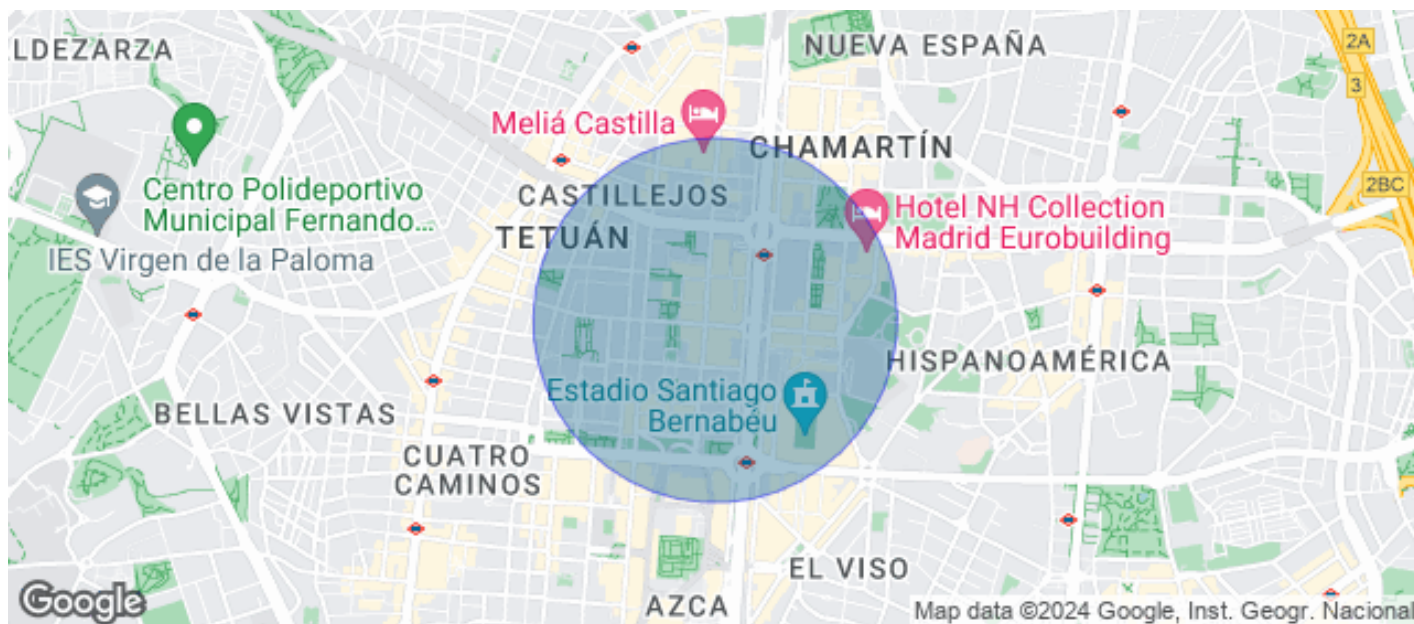 LDEZARZA
NUEVA ESPAÑA
2A
3
Meliá Castilla
CHAMARTÍN
2BC
Centro Polideportivo
Municipal Fernando...
CASTILLEJOS
Hotel NH Collection
Madrid Eurobuilding
TETUÁN
IES Virgen de la Paloma
HISPANOAMÉRICA
Estadio Santiago
Bernabéu
BELLAS VISTAS
CUATRO
CAMINOS
EL VISO
AZCA
Google
Map data ©2024 Google, Inst. Geogr. Nacional